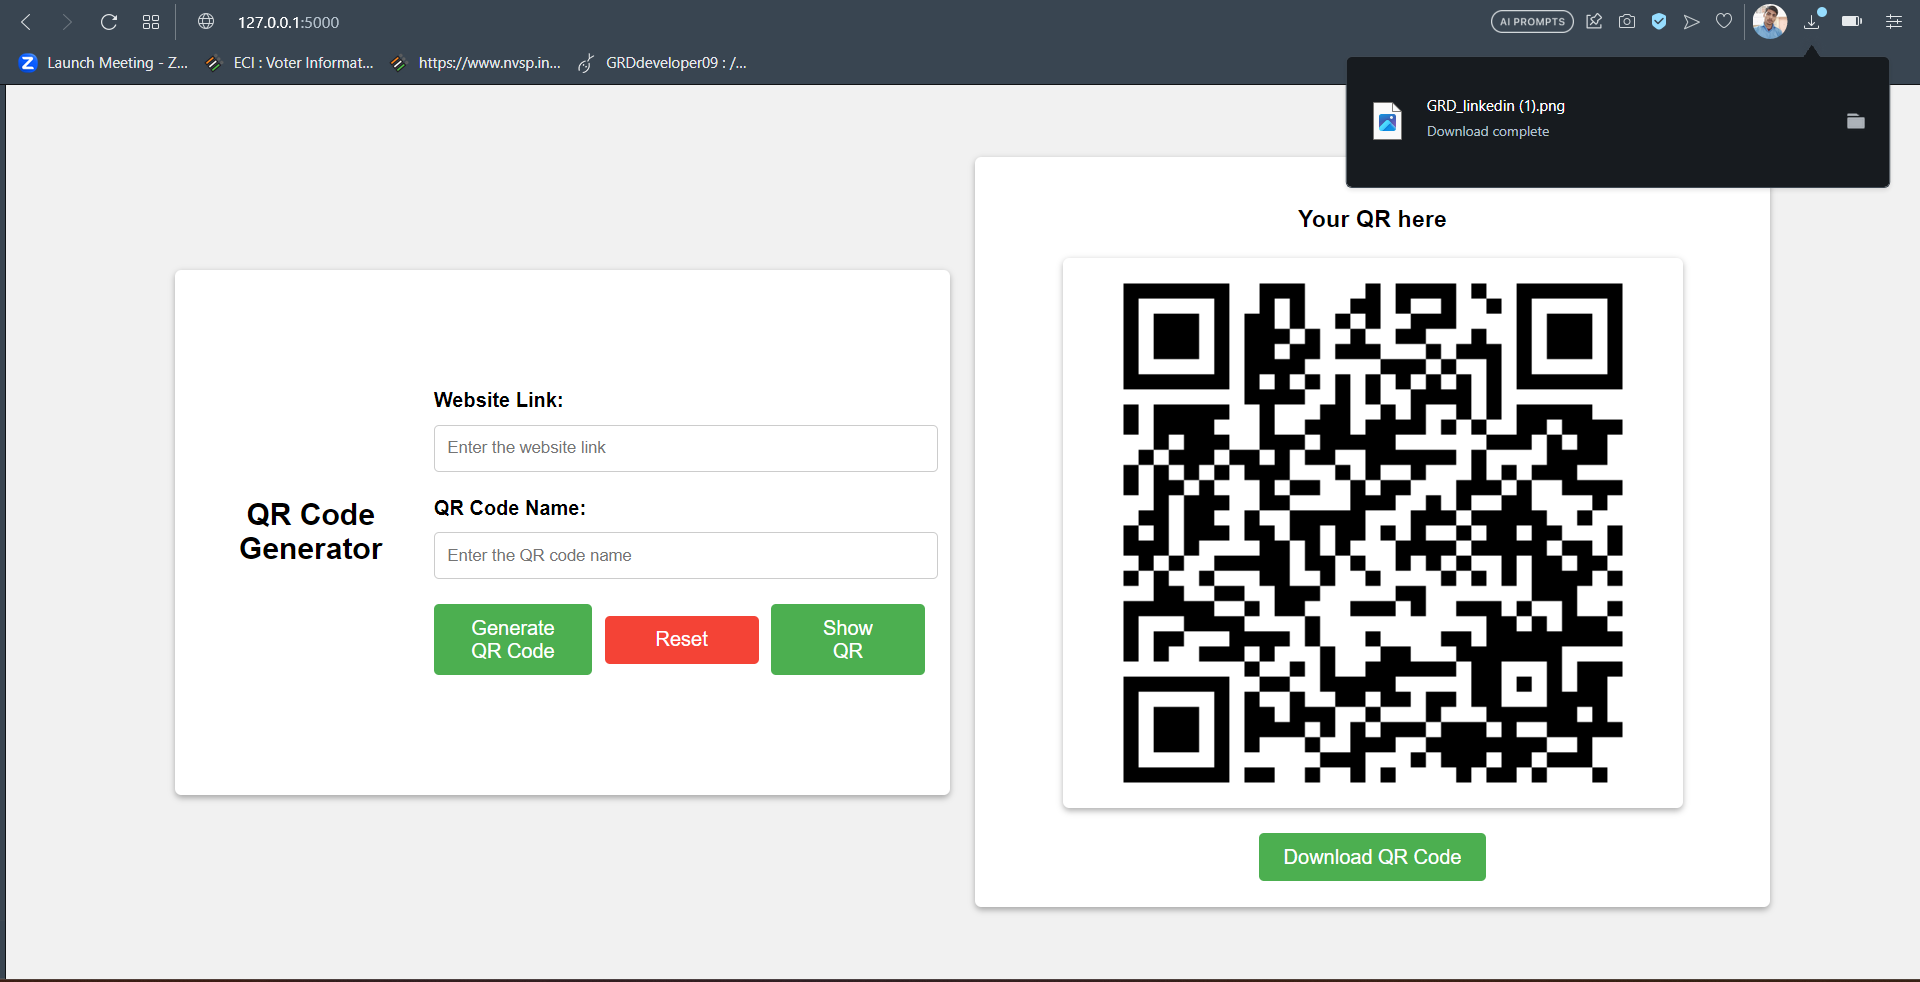 127.0.0.1:5000
AI PROMPTS
Launch Meeting - Z...
ECI : Voter Informat...
https://www.nvsp.in...
GRDdeveloper09 : /...
GRD_linkedin (1).png
Download complete
Your QR here
QR Code
Generator
Website Link:
Enter the website link
QR Code Name:
Enter the QR code name
Generate
QR Code
Reset
Show
QR
Download QR Code